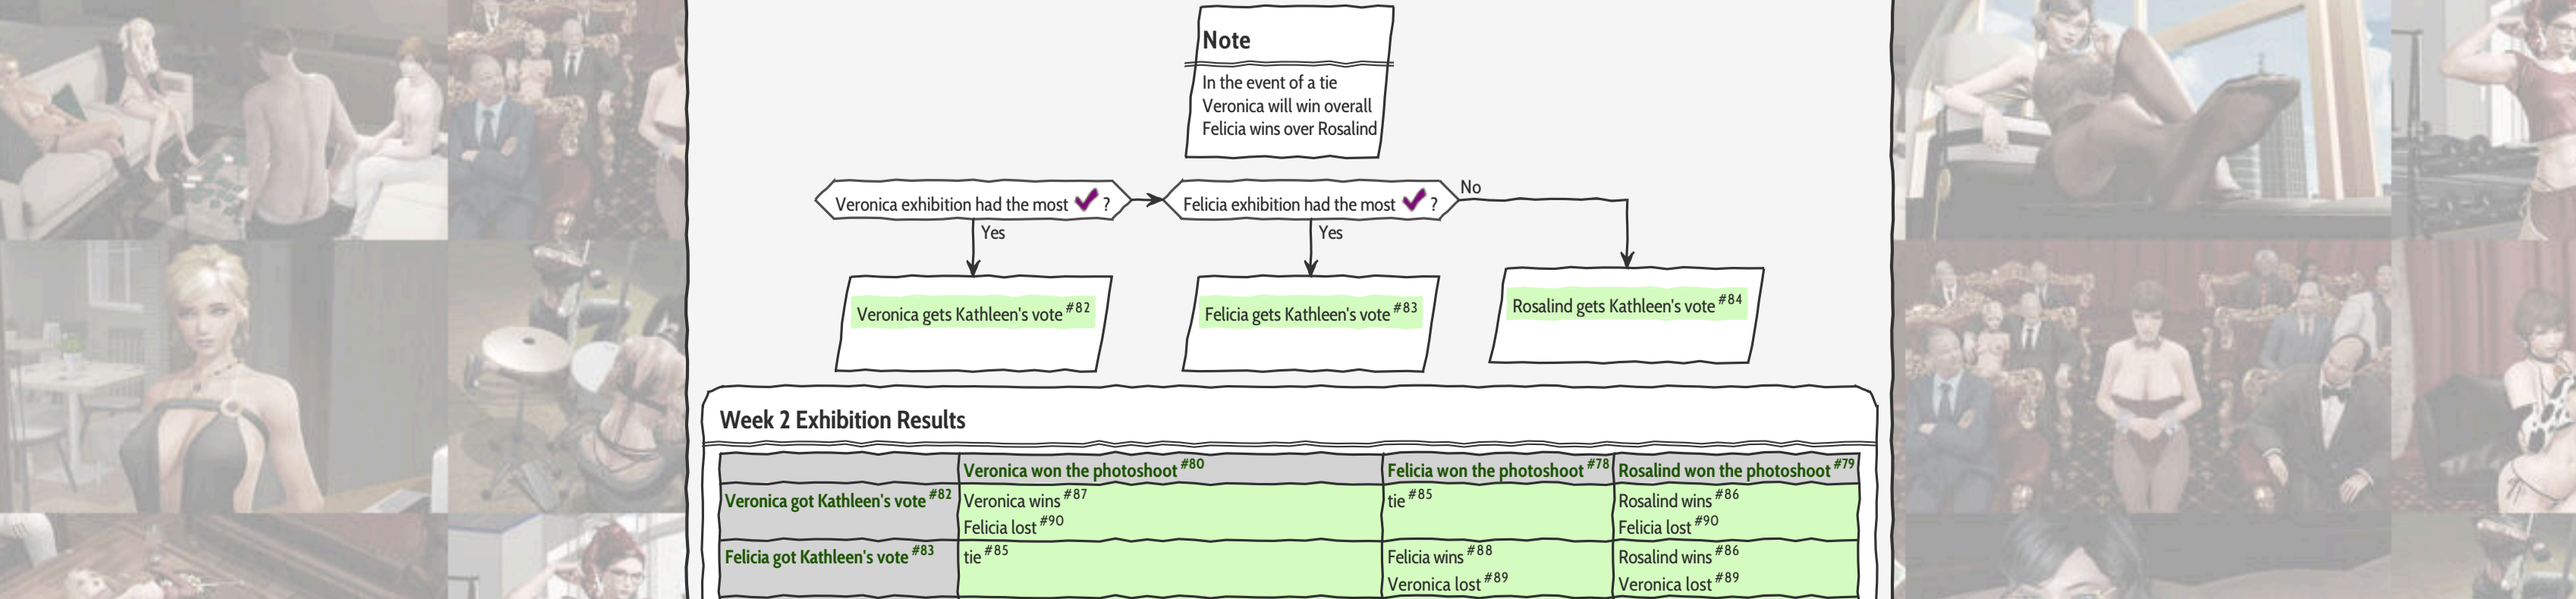 Note
In the event of a tie
Veronica will win overall
Felicia wins over Rosalind
Veronica exhibition had the most ✔ ?
Felicia exhibition had the most ✔ ?
No
Yes
Yes
Veronica gets Kathleen's vote #82
Felicia gets Kathleen's vote #83
Rosalind gets Kathleen's vote #84
Week 2 Exhibition Results
Veronica won the photoshoot #80
Felicia won the photoshoot #78
Rosalind won the photoshoot #79
Veronica got Kathleen's vote #82
Veronica wins #87
Felicia lost #90
tie #85
Rosalind wins #86
Felicia lost #90
Felicia got Kathleen's vote #83
tie #85
Felicia wins #88
Veronica lost #89
Rosalind wins #86
Veronica lost #89